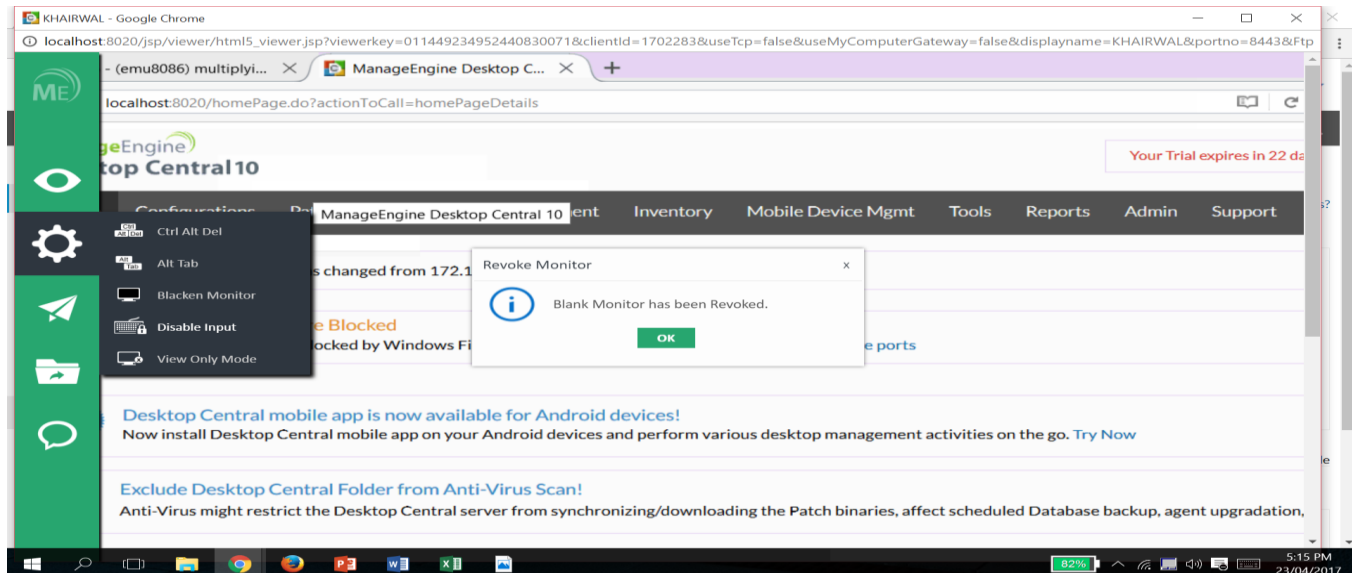 KHAIRWAL - Google Chrome
localhost:8020/jsp/viewer/html5_viewer.jsp?viewerkey=011449234952440830071&clientId=1702283&useTcp=false&useMyComputerGateway=false&displayname=KHAIRWAL&portno=8443&Ftp
- (emu8086) multiplyi...
ManageEngine Desktop C...
ME
localhost:8020/homePage.do?actionToCall=homePageDetails
geEngine
top Central 10
Your Trial expires in 22 da
Configurations
ManageEngine Desktop Central 10
ent
Inventory
Mobile Device Mgmt
Tools
Reports
Admin
Support
s?
Ctrl Alt Del
Ctrl Alt Del
Alt Tab
Alt Tab
s changed from 172.1
Revoke Monitor
x
Blacken Monitor
Blank Monitor has been Revoked.
Disable Input
e Blocked
OK
ocked by Windows Fi
e ports
View Only Mode
Desktop Central mobile app is now available for Android devices!
Now install Desktop Central mobile app on your Android devices and perform various desktop management activities on the go. Try Now
le
Exclude Desktop Central Folder from Anti-Virus Scan!
Anti-Virus might restrict the Desktop Central server from synchronizing/downloading the Patch binaries, affect scheduled Database backup, agent upgradation,
82%
5:15 PM
23/04/2017